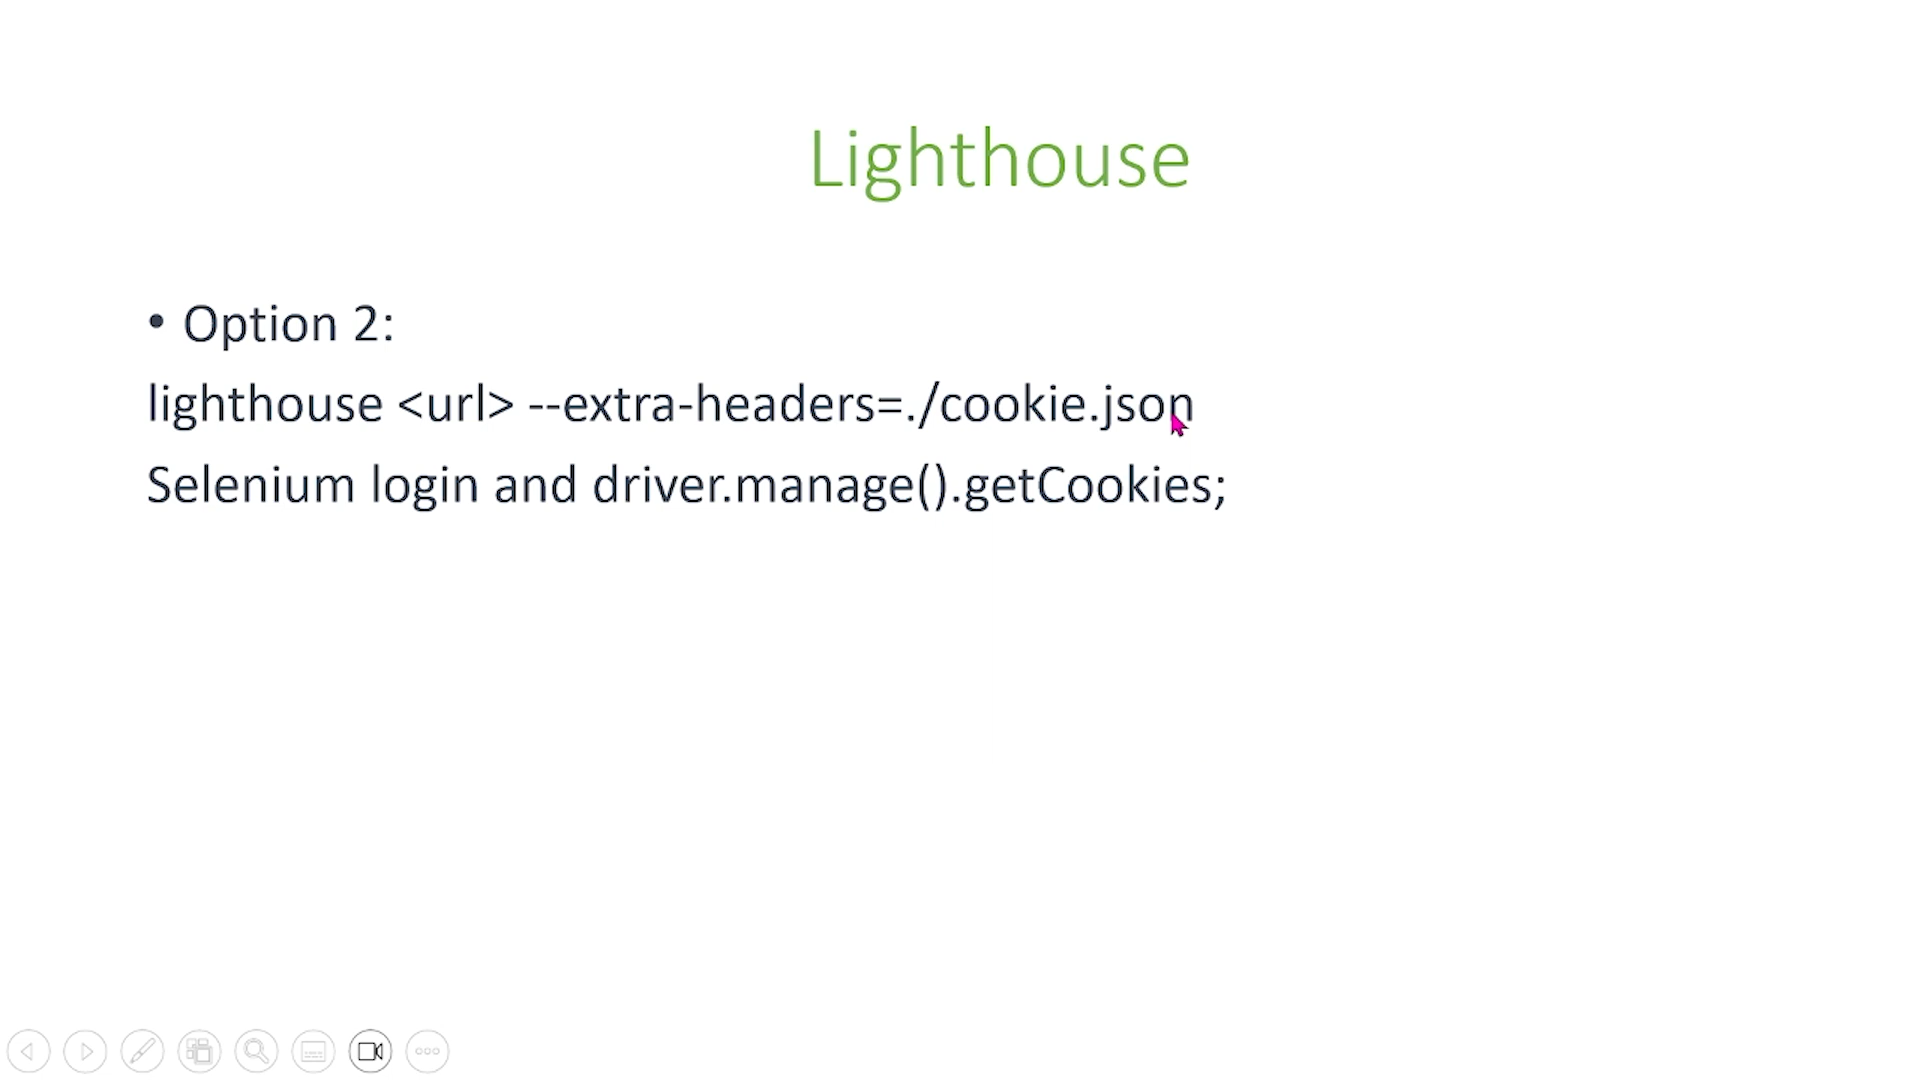 Lighthouse
• Option 2:
lighthouse <url> --extra-headers=./cookie.json
Selenium login and driver.manage().getCookies;